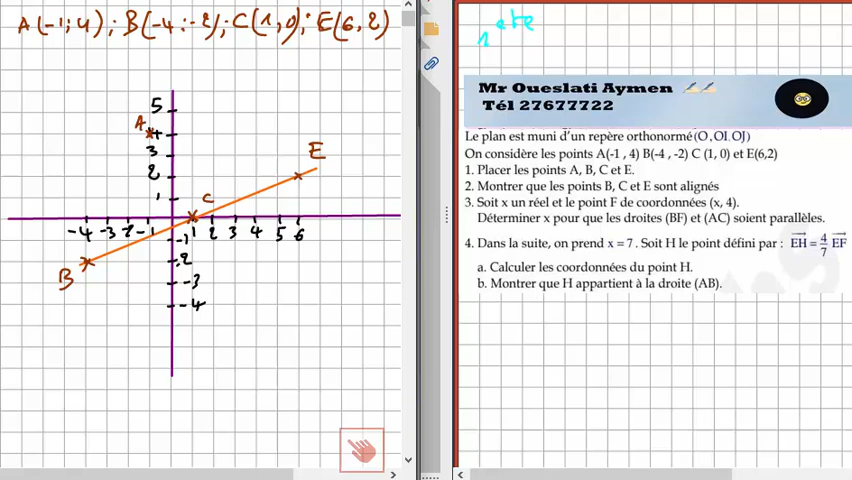 A(-1;4); B(-4;-2); C(1,0); E(6,2)
5
A
4
3
2
1
E
C
-4 -3 -2 -1
1 2 3 4 5 6
-1
-2
-3
-4
B
Mr Oueslati Aymen
Tél 27677722
Le plan est muni d'un repère orthonormé (O, OI. OJ)
On considère les points A(-1 , 4) B(-4 , -2) C (1, 0) et E(6,2)
1. Placer les points A, B, C et E.
2. Montrer que les points B, C et E sont alignés
3. Soit x un réel et le point F de coordonnées (x, 4).
Déterminer x pour que les droites (BF) et (AC) soient parallèles.
4. Dans la suite, on prend x = 7. Soit H le point défini par : EH = 4/7 EF
a. Calculer les coordonnées du point H.
b. Montrer que H appartient à la droite (AB).